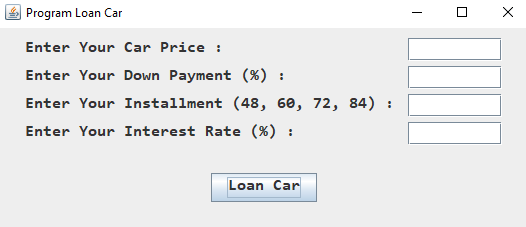 Program Loan Car
Enter Your Car Price :
Enter Your Down Payment (%) :
Enter Your Installment (48, 60, 72, 84) :
Enter Your Interest Rate (%) :
Loan Car